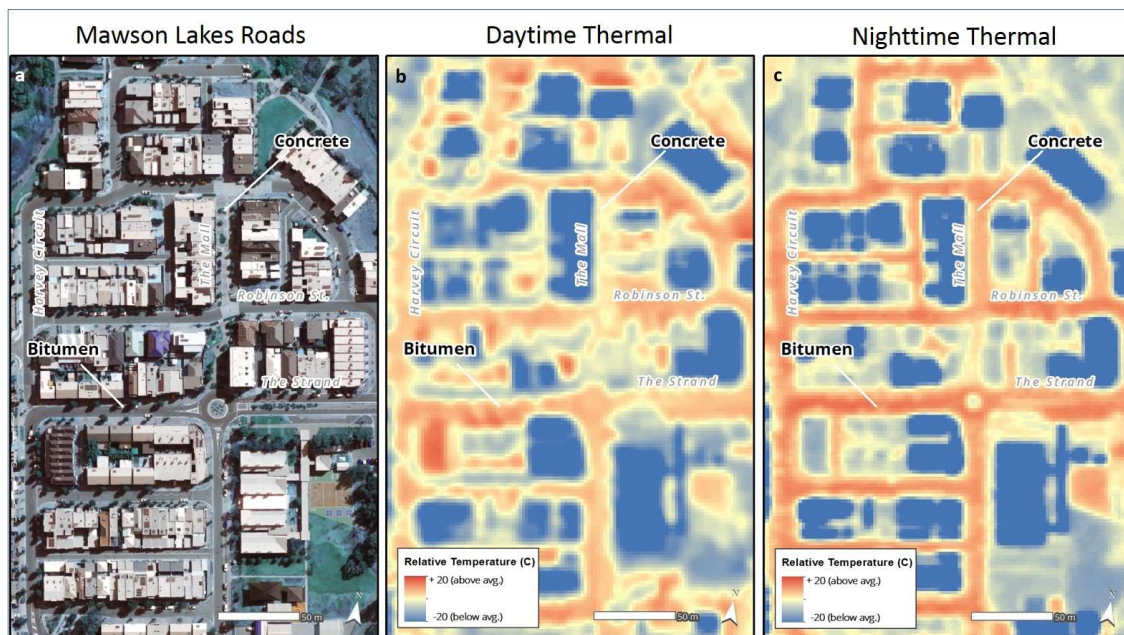 Mawson Lakes Roads
Daytime Thermal
Nighttime Thermal
a
Concrete
Harvey Circuit
The Mall
Robinson St.
Bitumen
The Strand
50 m
N
b
Concrete
Harvey Circuit
The Mall
Robinson St.
Bitumen
The Strand
Relative Temperature (C)
+ 20 (above avg.)
-20 (below avg.)
50 m
N
c
Concrete
Harvey Circuit
The Mall
Robinson St.
Bitumen
The Strand
Relative Temperature (C)
+ 20 (above avg.)
-20 (below avg.)
50 m
N